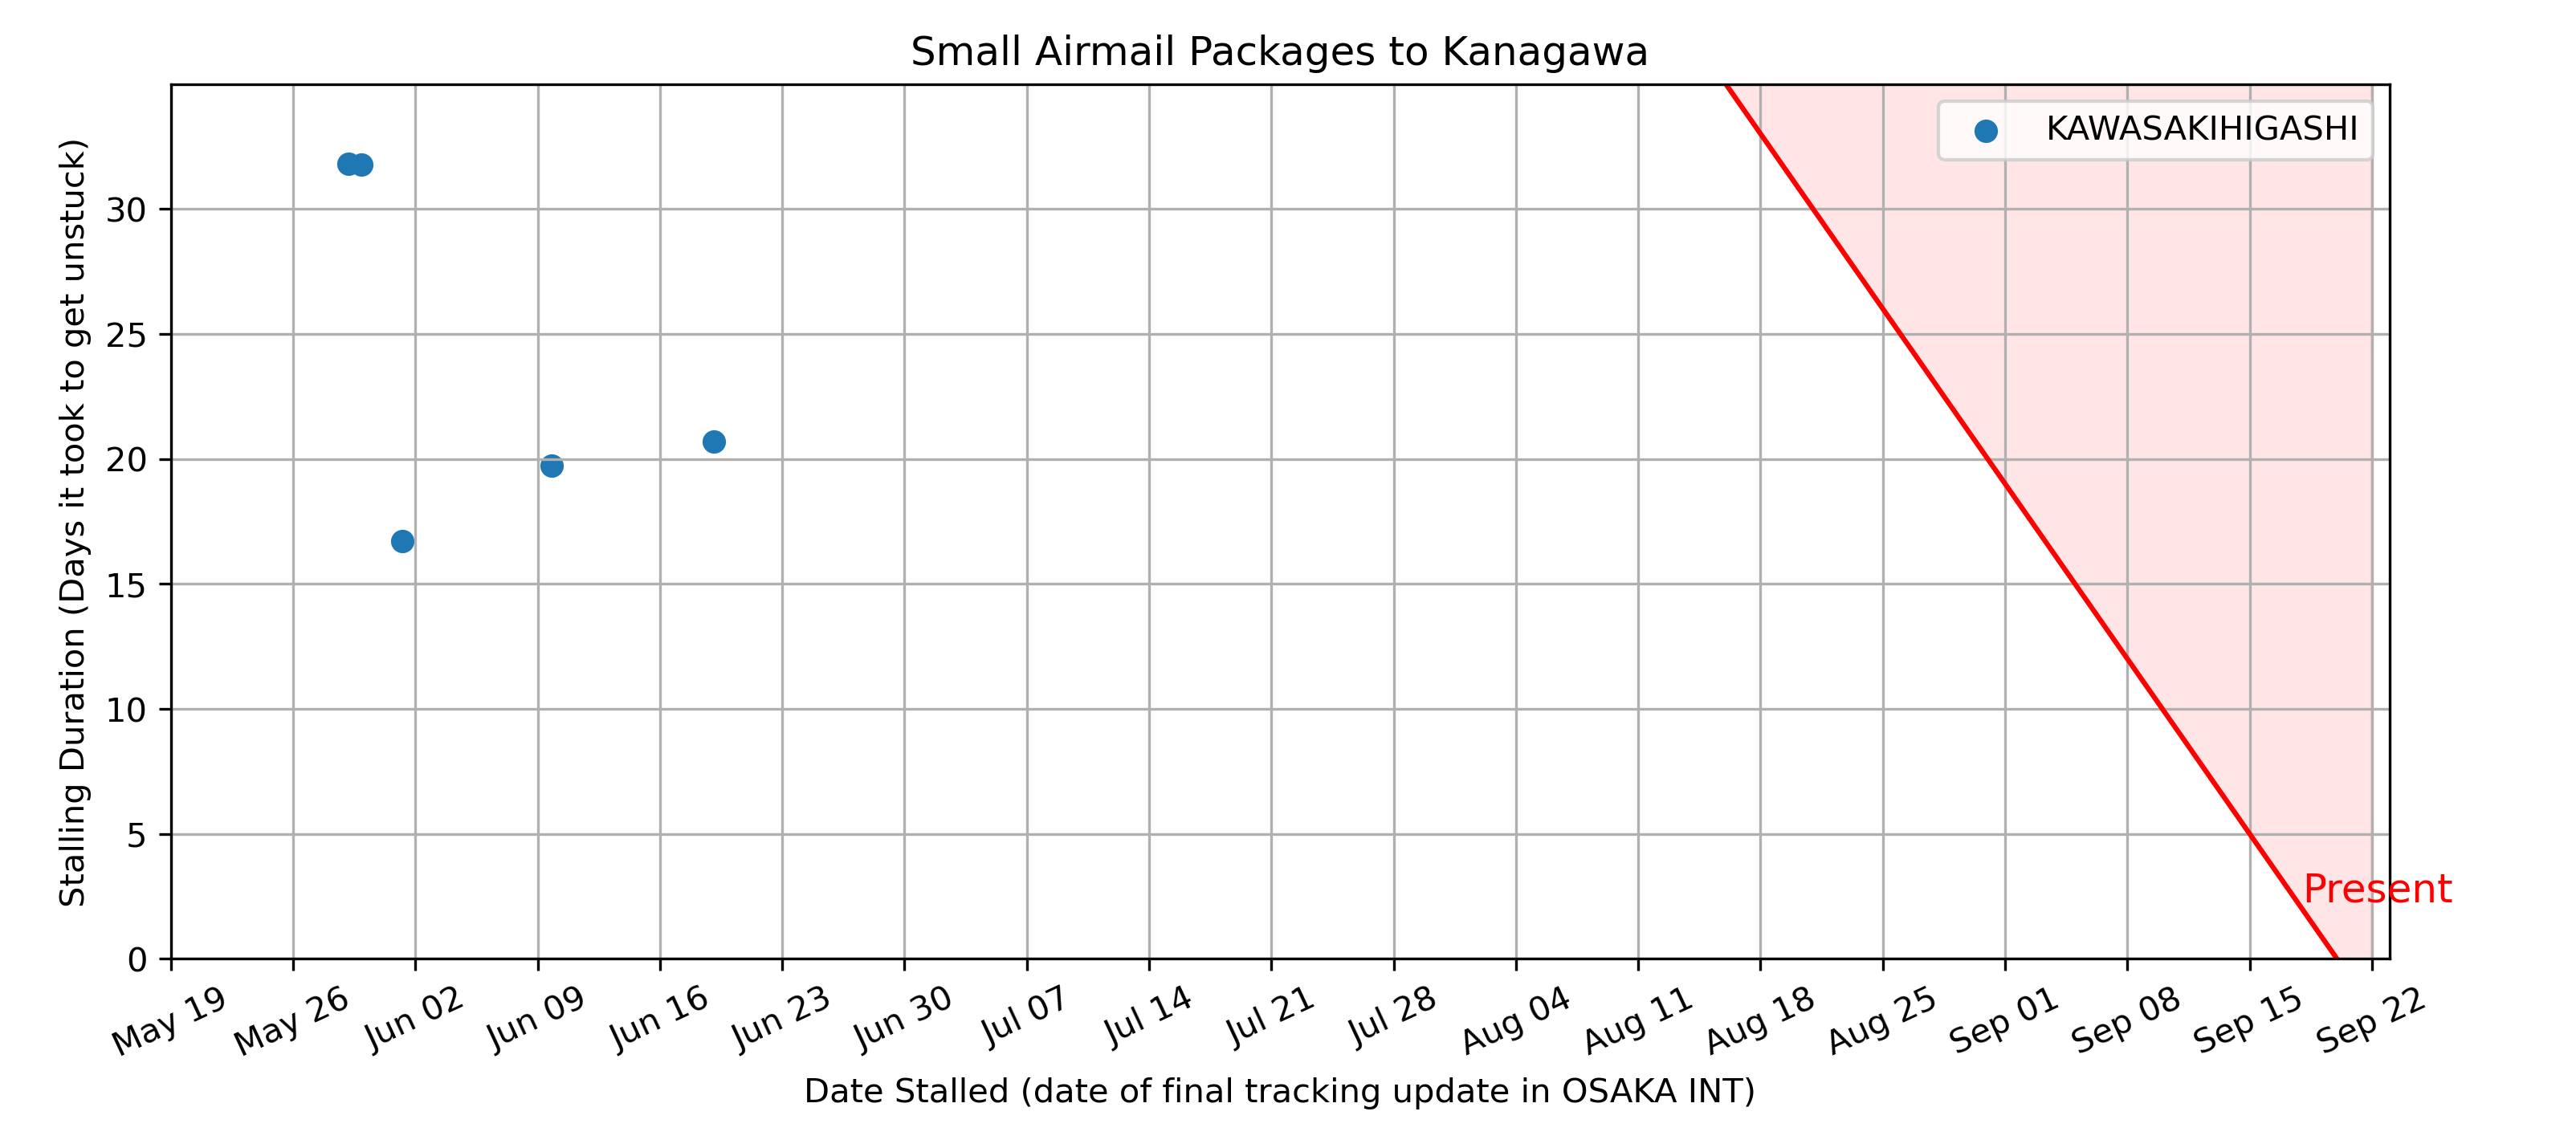 Small Airmail Packages to Kanagawa
KAWASAKIHIGASHI
Stalling Duration (Days it took to get unstuck)
30
25
20
15
10
5
0
Present
May 19
May 26
Jun 02
Jun 09
Jun 16
Jun 23
Jun 30
Jul 07
Jul 14
Jul 21
Jul 28
Aug 04
Aug 11
Aug 18
Aug 25
Sep 01
Sep 08
Sep 15
Sep 22
Date Stalled (date of final tracking update in OSAKA INT)